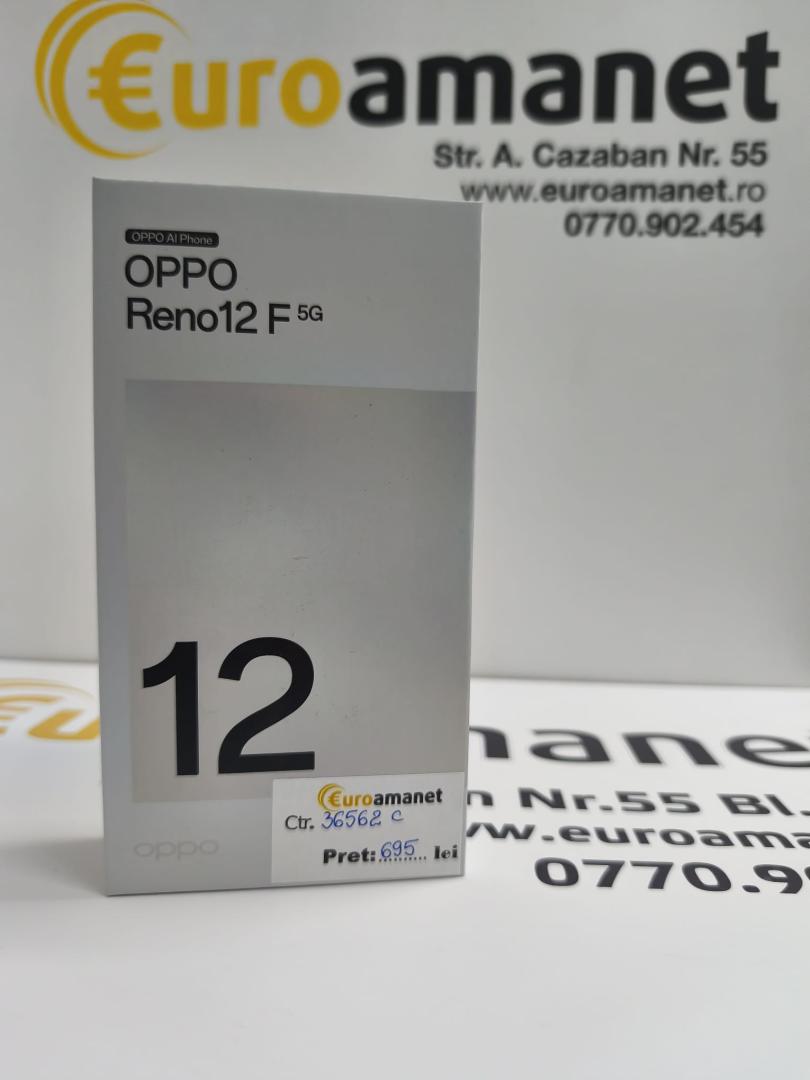 €uroamanet
Str. A. Cazaban Nr. 55
www.euroamanet.ro
0770.902.454
OPPO AI Phone
OPPO
Reno12 F 5G
12
oppo
€uroamanet
Ctr. 36562 C
Pret: 695 lei
Nr.55 Bl.
0770.9